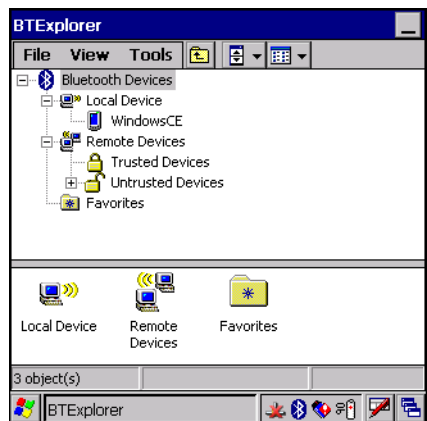 BTExplorer
File View Tools
Bluetooth Devices
Local Device
WindowsCE
Remote Devices
Trusted Devices
Untrusted Devices
Favorites
Local Device Remote Devices Favorites
3 object(s)
BTExplorer